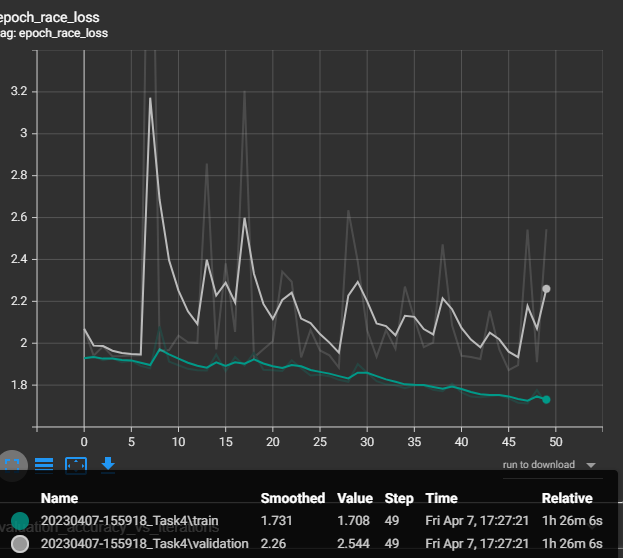 epoch_race_loss
ag: epoch_race_loss
3.2
3
2.8
2.6
2.4
2.2
2
1.8
0 5 10 15 20 25 30 35 40 45 50
run to download
Name Smoothed Value Step Time Relative
20230407-155918_Task4\train 1.731 1.708 49 Fri Apr 7, 17:27:21 1h 26m 6s
validation_accuracy_vs_iterations
20230407-155918_Task4\validation 2.26 2.544 49 Fri Apr 7, 17:27:21 1h 26m 6s